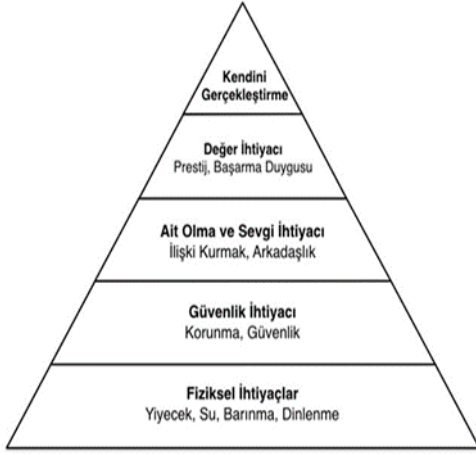 Kendini
Gerçekleştirme
Değer İhtiyacı
Prestij, Başarma Duygusu
Ait Olma ve Sevgi İhtiyacı
İlişki Kurmak, Arkadaşlık
Güvenlik İhtiyacı
Korunma, Güvenlik
Fiziksel İhtiyaçlar
Yiyecek, Su, Barınma, Dinlenme